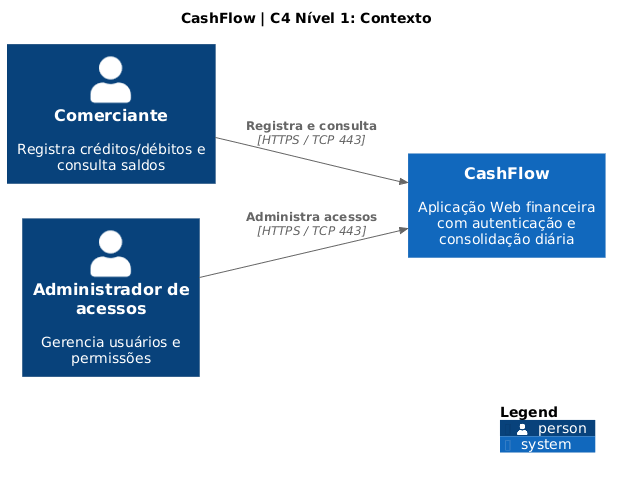 CashFlow | C4 Nível 1: Contexto
Comerciante
Registra créditos/débitos e
consulta saldos
Registra e consulta
[HTTPS / TCP 443]
CashFlow
Aplicação Web financeira
com autenticação e
consolidação diária
Administra acessos
[HTTPS / TCP 443]
Administrador de
acessos
Gerencia usuários e
permissões
Legend
person
system